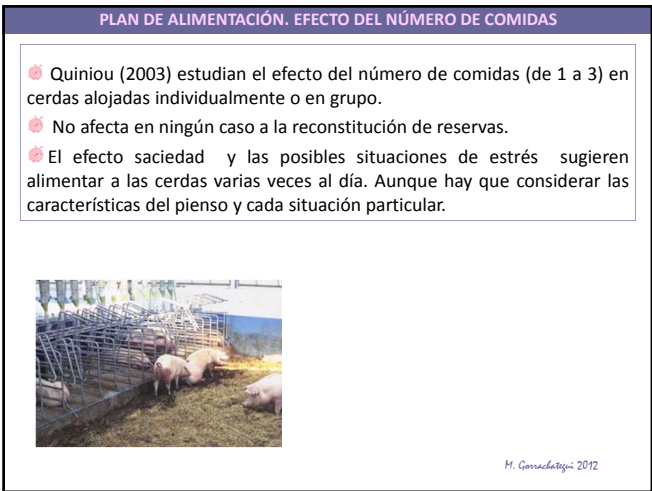 PLAN DE ALIMENTACIÓN. EFECTO DEL NÚMERO DE COMIDAS
Quiniou (2003) estudian el efecto del número de comidas (de 1 a 3) en
cerdas alojadas individualmente o en grupo.
No afecta en ningún caso a la reconstitución de reservas.
El efecto saciedad y las posibles situaciones de estrés sugieren
alimentar a las cerdas varias veces al día. Aunque hay que considerar las
características del pienso y cada situación particular.
M. Gorrachategui 2012